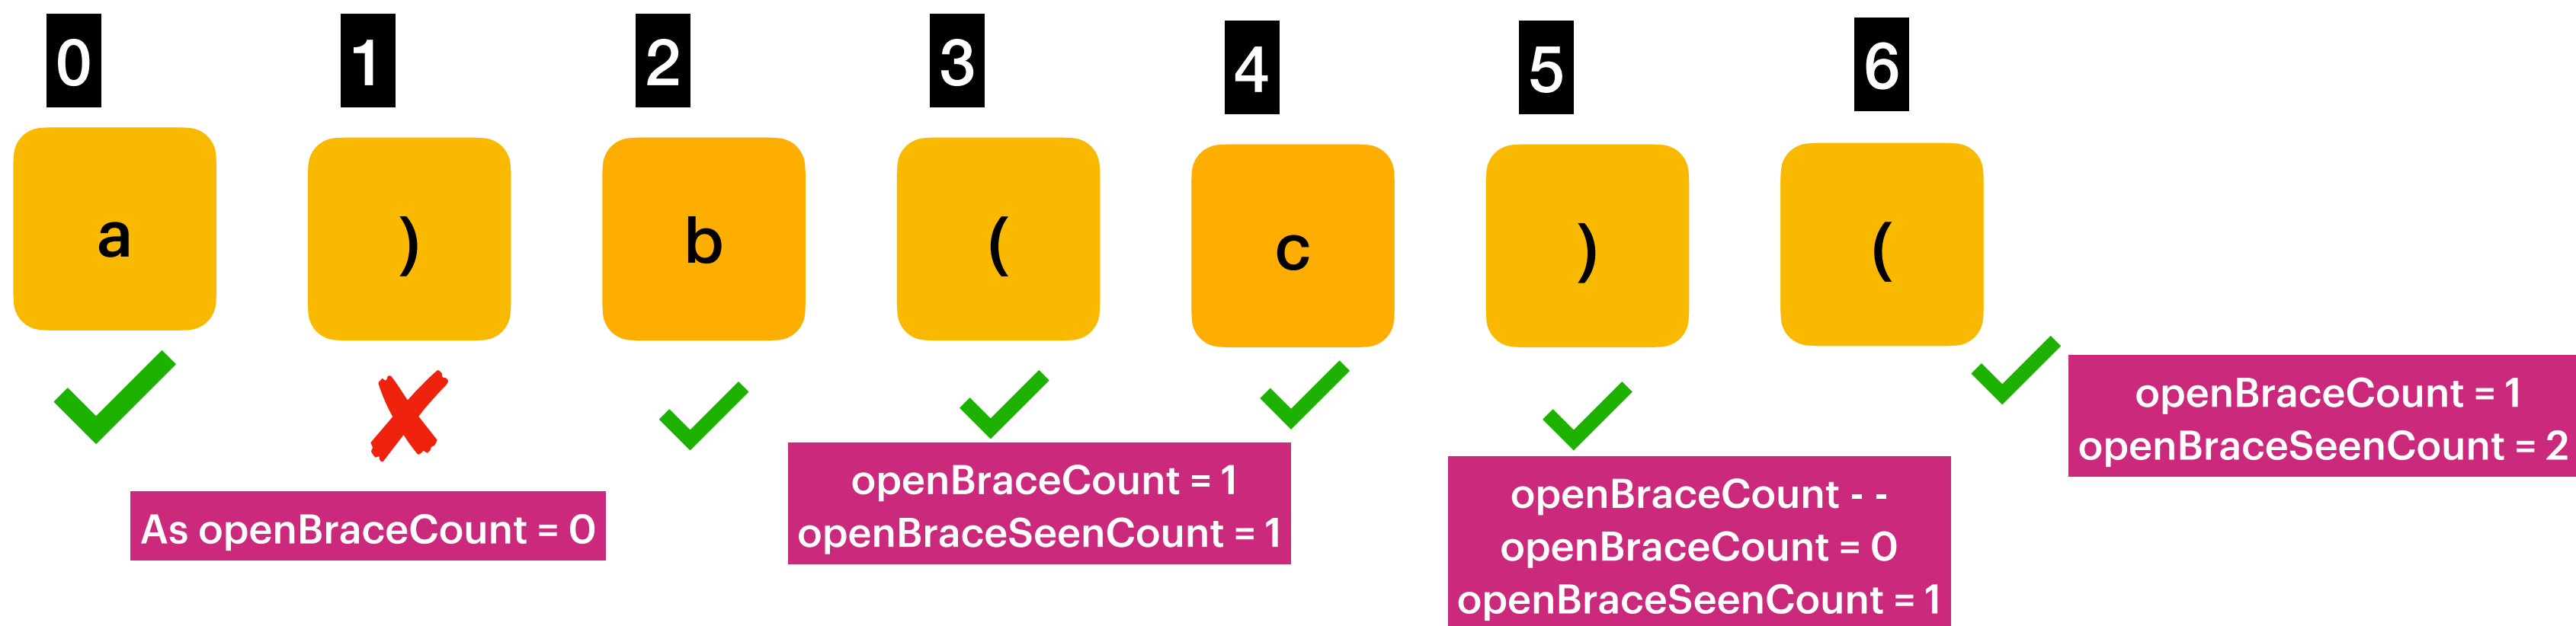 0 1 2 3 4 5 6
a ) b ( c ) (
As openBraceCount = 0
openBraceCount = 1
openBraceSeenCount = 1
openBraceCount - -
openBraceCount = 0
openBraceSeenCount = 1
openBraceCount = 1
openBraceSeenCount = 2